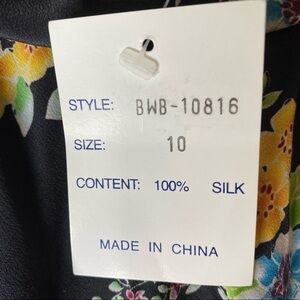 STYLE: BWB-10816
SIZE: 10
CONTENT: 100% SILK
MADE IN CHINA